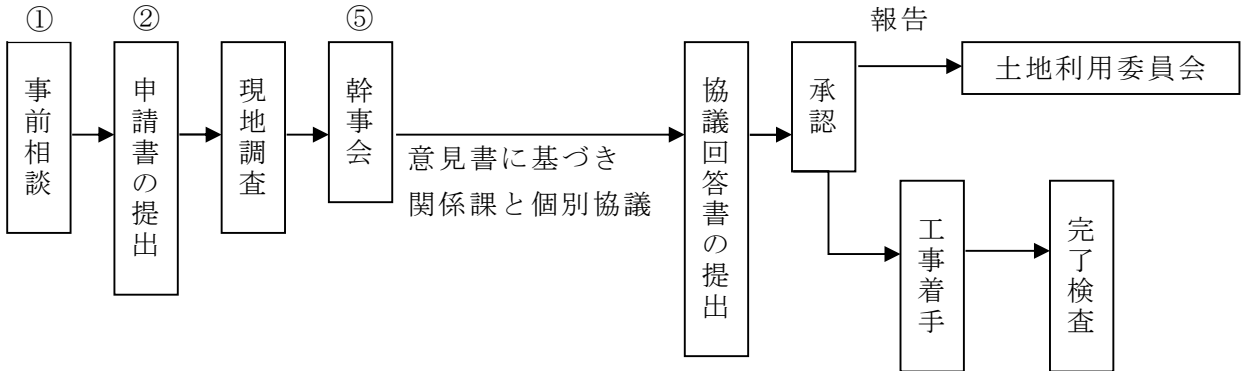 ①
②
⑤
報告
事前相談
申請書の提出
現地調査
幹事会
意見書に基づき
関係課と個別協議
協議回答書の提出
承認
土地利用委員会
工事着手
完了検査